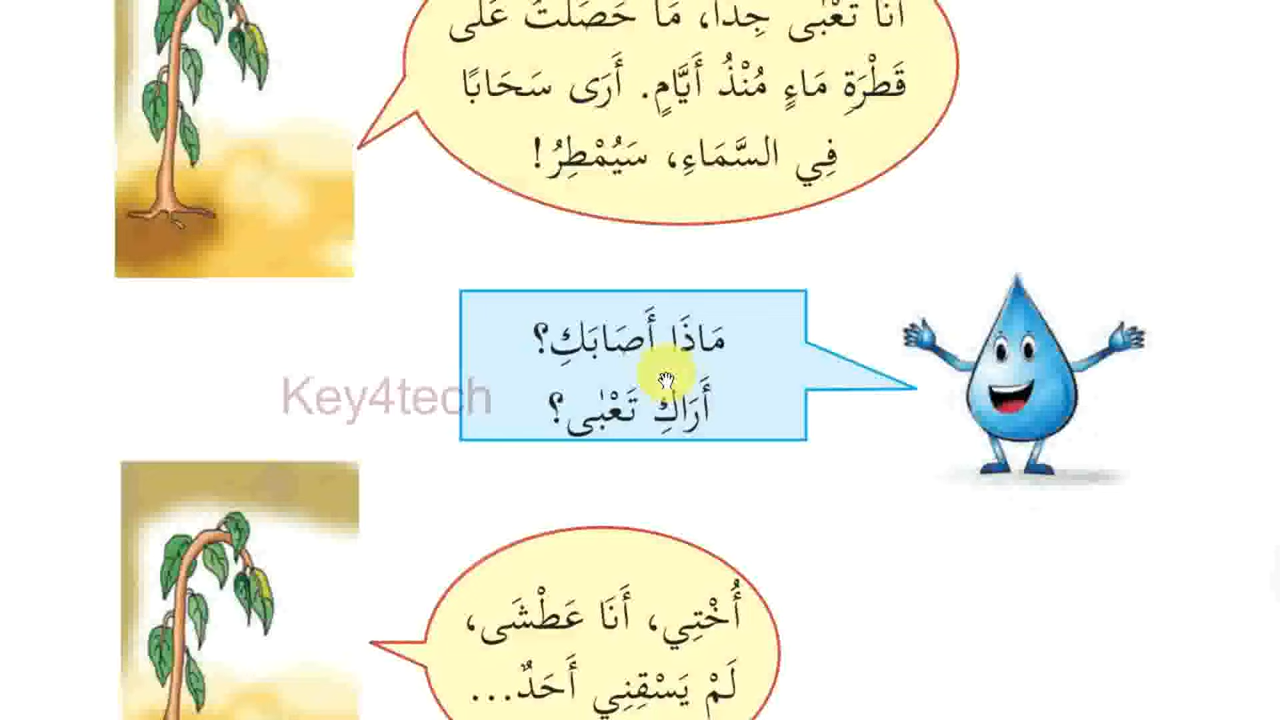 أَنَا تَعْبٰى جِدًّا، مَا حَصَلْتُ عَلَى
قَطْرَةِ مَاءٍ مُنْذُ أَيَّامٍ. أَرَى سَحَابًا
فِي السَّمَاءِ، سَيُمْطِرُ!
مَاذَا أَصَابَكِ؟
أَرَاكِ تَعْبٰى؟
Key4tech
أُخْتِي، أَنَا عَطْشَى،
لَمْ يَسْقِنِي أَحَدٌ...